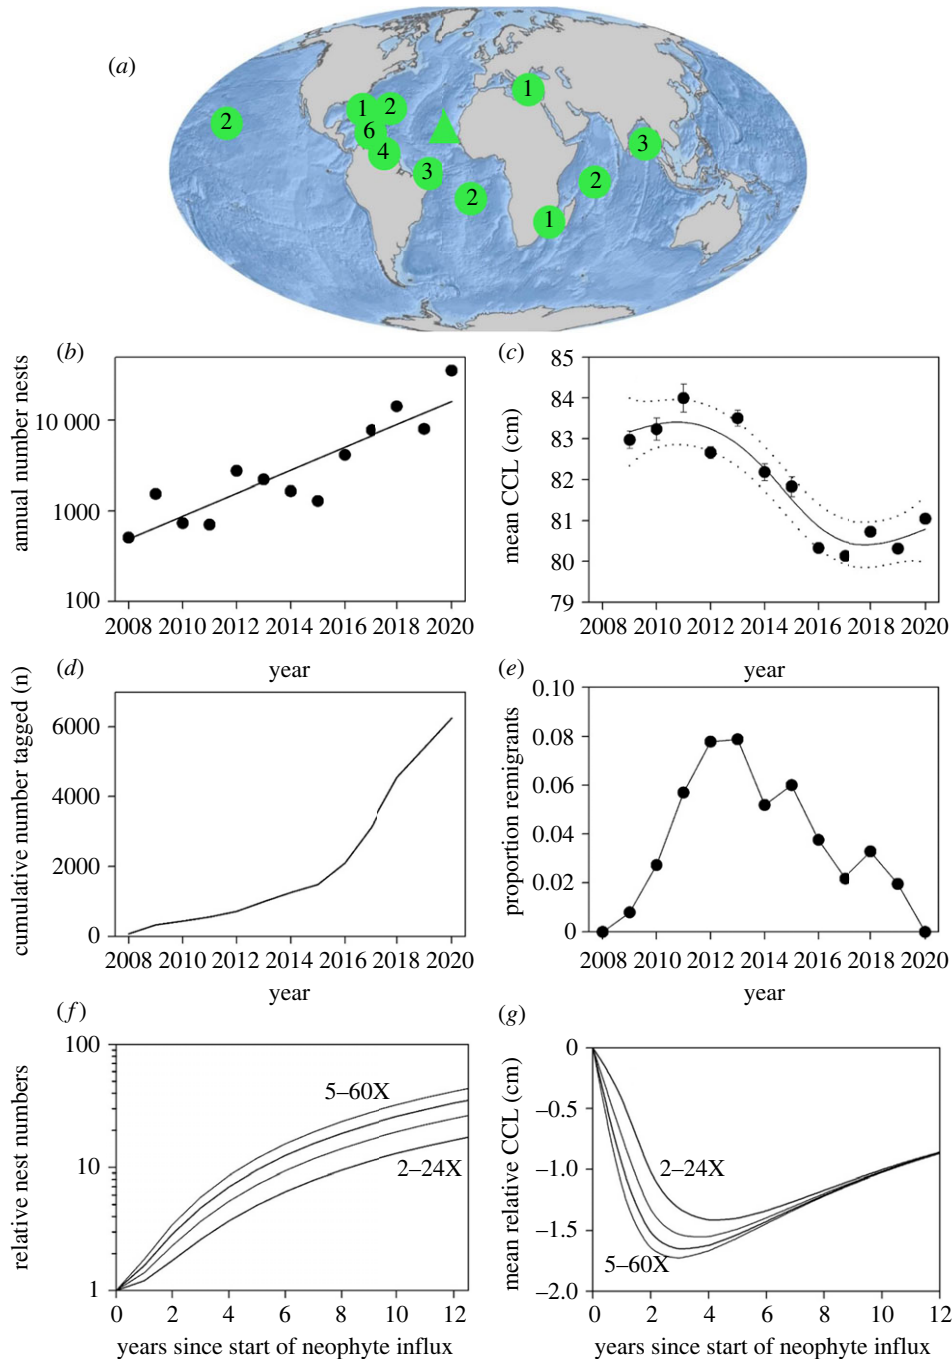 (a)
1
1 2
2
6
3
4
3
2
2
1
(b)
annual number nests
10 000
1000
100
2008 2010 2012 2014 2016 2018 2020
year
(c)
mean CCL (cm)
85
84
83
82
81
80
79
2008 2010 2012 2014 2016 2018 2020
year
(d)
cumulative number tagged (n)
6000
4000
2000
0
2008 2010 2012 2014 2016 2018 2020
year
(e)
proportion remigrants
0.10
0.08
0.06
0.04
0.02
0
2008 2010 2012 2014 2016 2018 2020
year
(f)
relative nest numbers
100
10
1
5–60X
2–24X
0 2 4 6 8 10 12
years since start of neophyte influx
(g)
mean relative CCL (cm)
0
–0.5
–1.0
–1.5
–2.0
2–24X
5–60X
0 2 4 6 8 10 12
years since start of neophyte influx